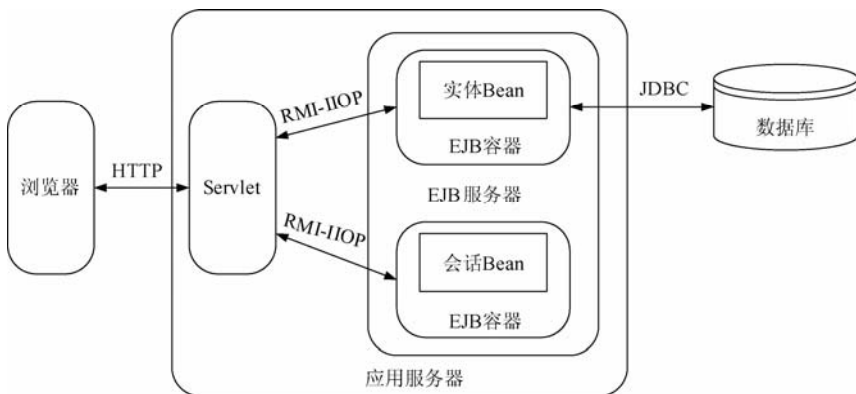 实体Bean
EJB容器
EJB服务器
会话Bean
EJB容器
应用服务器
浏览器
HTTP
Servlet
RMI-IIOP
RMI-IIOP
JDBC
数据库